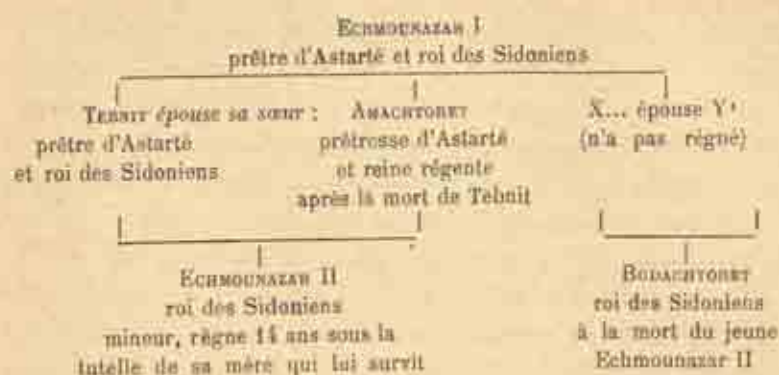 ECHMOUNAZAR I
prêtre d'Astarté et roi des Sidoniens
TEBNIT épouse sa sœur :
prêtre d'Astarté
et roi des Sidoniens
AMACHTORET
prêtresse d'Astarté
et reine régente
après la mort de Tebnit
X... épouse Y¹
(n'a pas régné)
ECHMOUNAZAR II
roi des Sidoniens
mineur, règne 14 ans sous la
tutelle de sa mère qui lui survit
BODACHTORET
roi des Sidoniens
à la mort du jeune
Echmounazar II